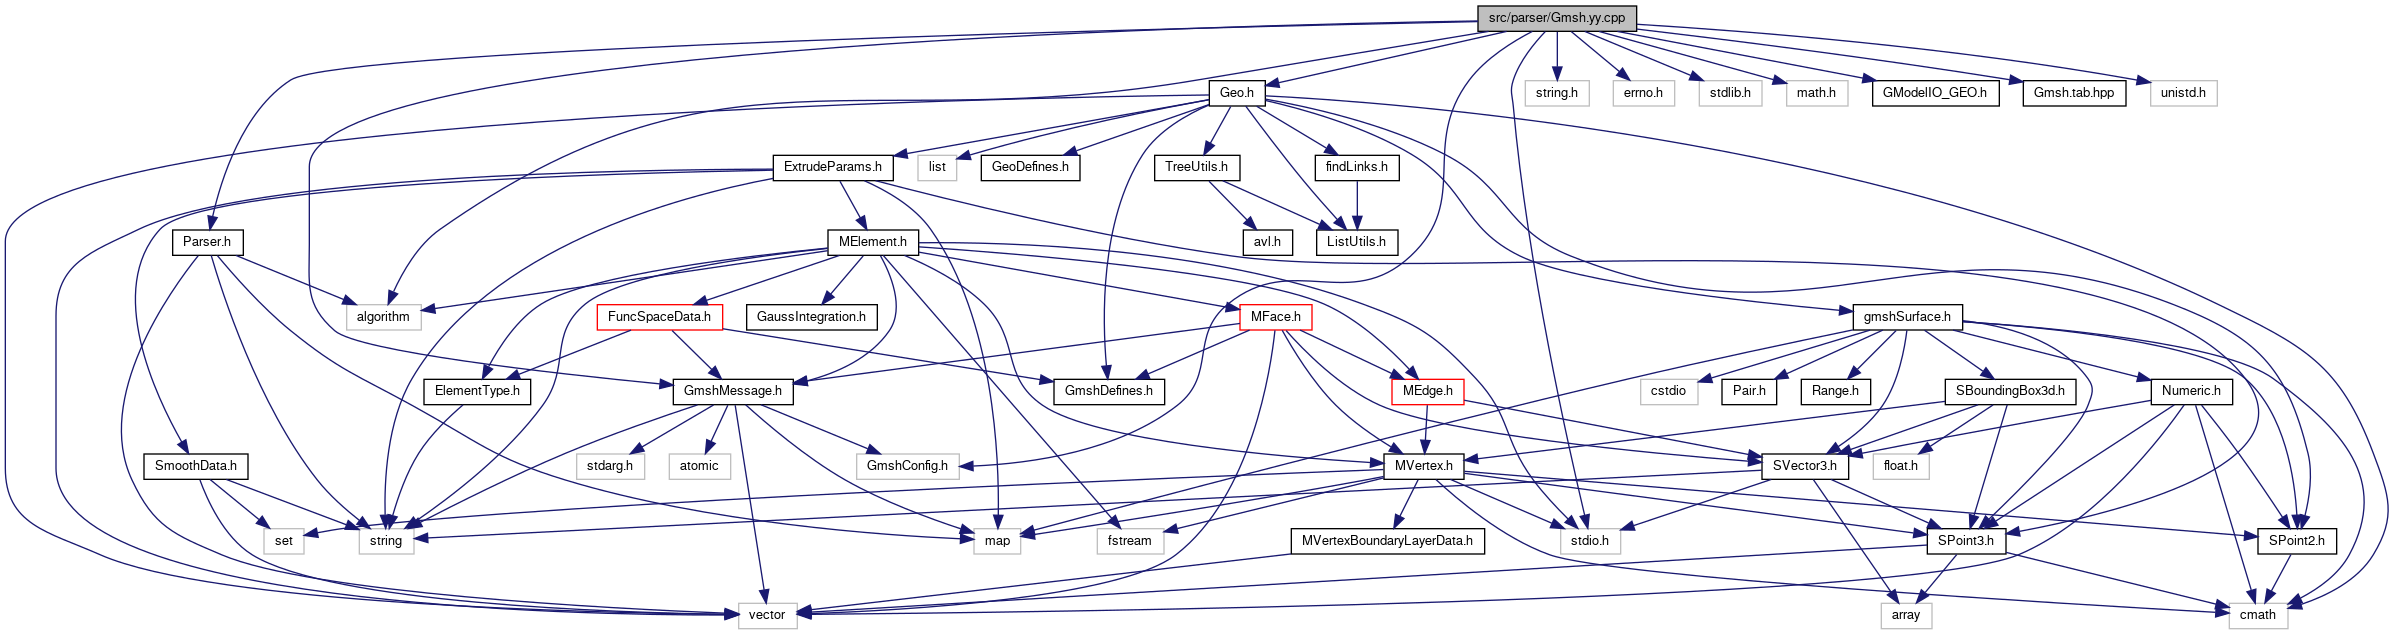 src/parser/Gmsh.yy.cpp
Geo.h
string.h
errno.h
stdlib.h
math.h
GModelIO_GEO.h
Gmsh.tab.hpp
unistd.h
ExtrudeParams.h
list
GeoDefines.h
TreeUtils.h
findLinks.h
Parser.h
MElement.h
avl.h
ListUtils.h
algorithm
FuncSpaceData.h
GaussIntegration.h
MFace.h
gmshSurface.h
ElementType.h
GmshMessage.h
GmshDefines.h
MEdge.h
cstdio
Pair.h
Range.h
SBoundingBox3d.h
Numeric.h
SmoothData.h
stdarg.h
atomic
GmshConfig.h
MVertex.h
SVector3.h
float.h
set
string
map
fstream
MVertexBoundaryLayerData.h
stdio.h
SPoint3.h
SPoint2.h
vector
array
cmath